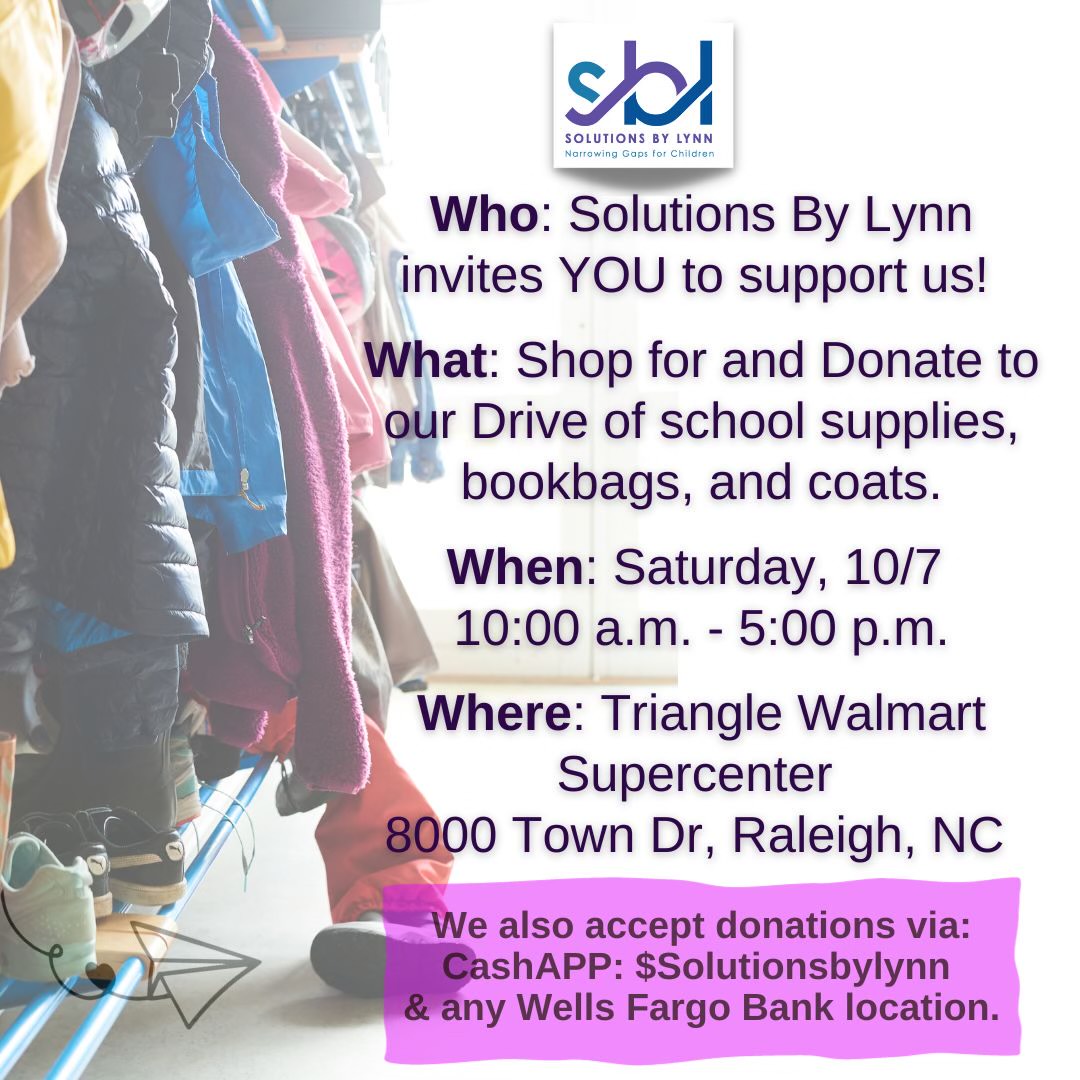 sbl
SOLUTIONS BY LYNN
Narrowing Gaps for Children
Who: Solutions By Lynn
invites YOU to support us!
What: Shop for and Donate to
our Drive of school supplies,
bookbags, and coats.
When: Saturday, 10/7
10:00 a.m. - 5:00 p.m.
Where: Triangle Walmart
Supercenter
8000 Town Dr, Raleigh, NC
We also accept donations via:
CashAPP: $Solutionsbylynn
& any Wells Fargo Bank location.